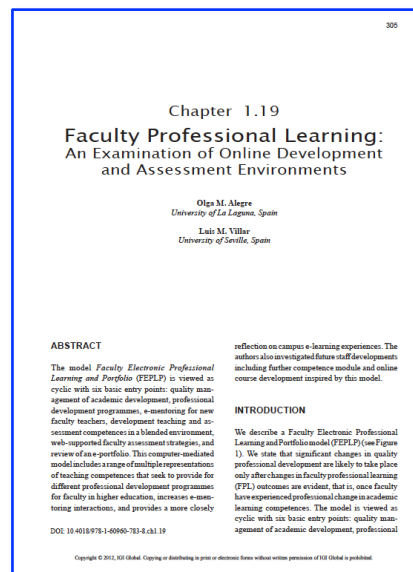 305
Chapter 1.19
Faculty Professional Learning:
An Examination of Online Development
and Assessment Environments
Olga M. Alegre
University of La Laguna, Spain
Luis M. Villar
University of Seville, Spain
ABSTRACT
The model Faculty Electronic Professional
Learning and Portfolio (FEPLP) is viewed as
cyclic with six basic entry points: quality man-
agement of academic development, professional
development programmes, e-mentoring for new
faculty teachers, development teaching and as-
sessment competences in a blended environment,
web-supported faculty assessment strategies, and
review of an e-portfolio. This computer-mediated
model includes a range of multiple representations
of teaching competences that seek to provide for
different professional development programmes
for faculty in higher education, increases e-men-
toring interactions, and provides a more closely
DOI: 10.4018/978-1-60960-783-8.ch1.19
reflection on campus e-learning experiences. The
authors also investigated future staff developments
including further competence module and online
course development inspired by this model.
INTRODUCTION
We describe a Faculty Electronic Professional
Learning and Portfolio model (FEPLP) (see Figure
1). We state that significant changes in quality
professional development are likely to take place
only after changes in faculty professional learning
(FPL) outcomes are evident, that is, once faculty
have experienced professional change in academic
learning competences. The model is viewed as
cyclic with six basic entry points: quality man-
agement of academic development, professional
Copyright © 2012, IGI Global. Copying or distributing in print or electronic forms without written permission of IGI Global is prohibited.